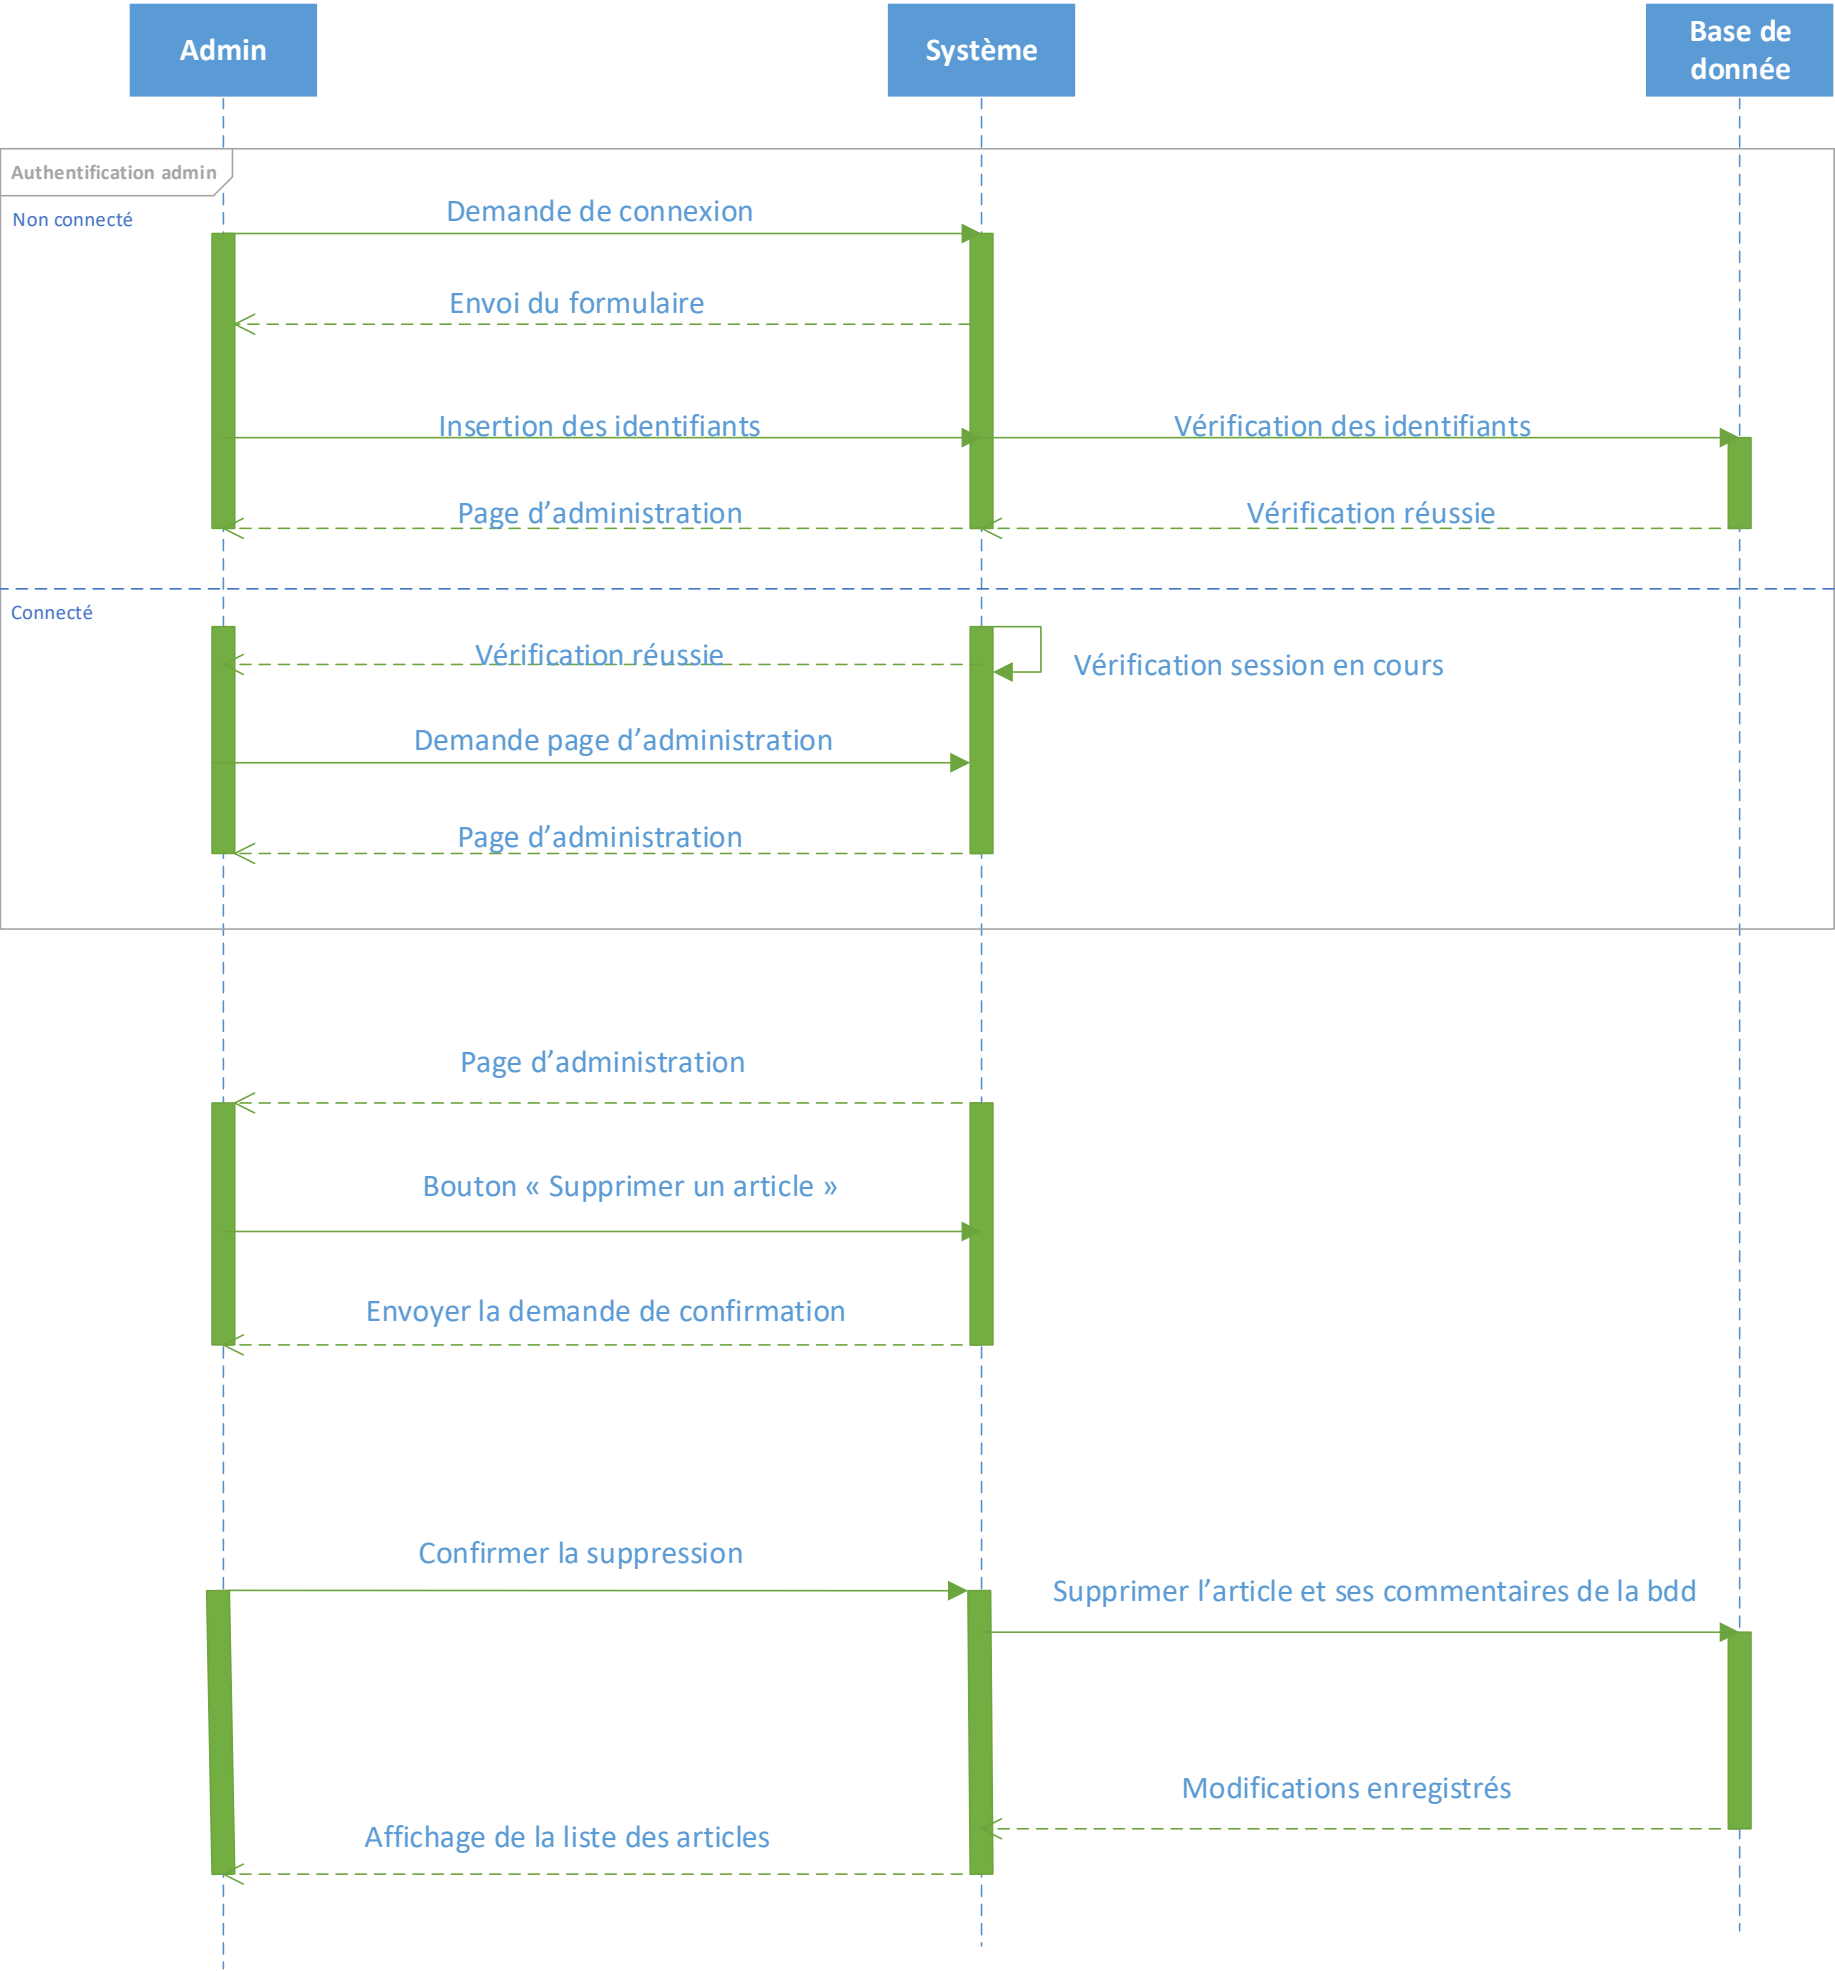 Admin
Système
Base de
donnée
Authentification admin
Non connecté
Demande de connexion
Envoi du formulaire
Insertion des identifiants
Vérification des identifiants
Page d’administration
Vérification réussie
Connecté
Vérification réussie
Vérification session en cours
Demande page d’administration
Page d’administration
Page d’administration
Bouton « Supprimer un article »
Envoyer la demande de confirmation
Confirmer la suppression
Supprimer l’article et ses commentaires de la bdd
Modifications enregistrés
Affichage de la liste des articles